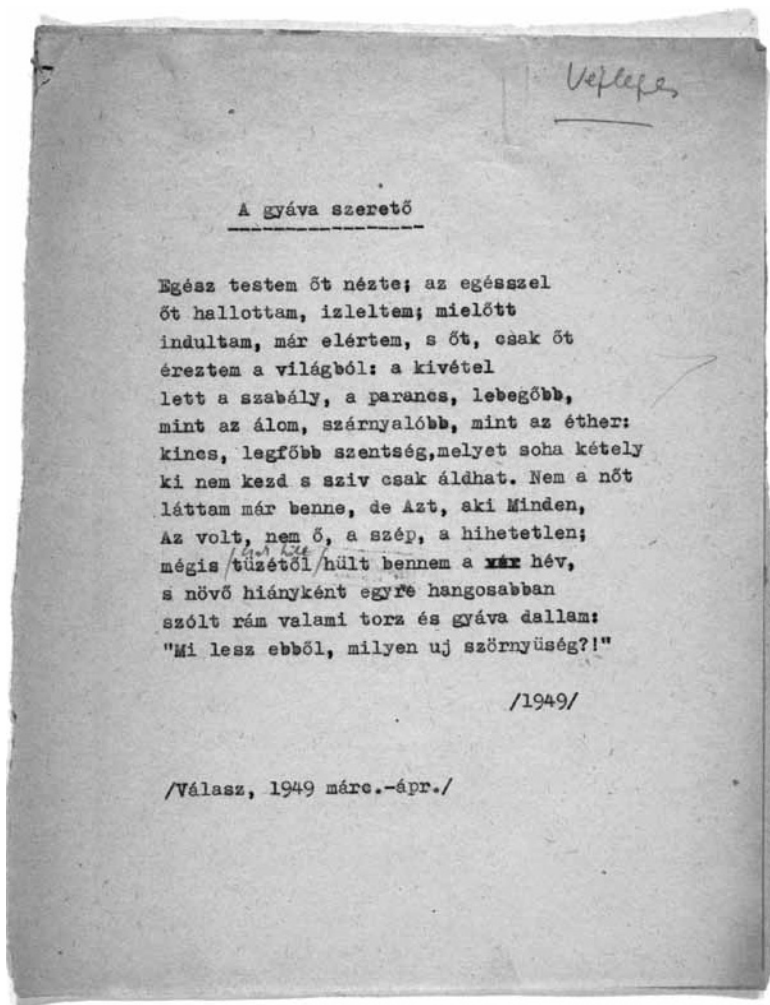 Végleges
A gyáva szerető
Egész testem őt nézte; az egésszel
őt hallottam, izleltem; mielőtt
indultam, már elértem, s őt, csak őt
éreztem a világból: a kivétel
lett a szabály, a parancs, lebegőbb,
mint az álom, szárnyalóbb, mint az éther:
kincs, legfőbb szentség,melyet soha kétely
ki nem kezd s sziv csak áldhat. Nem a nőt
láttam már benne, de Azt, aki Minden,
Az volt, nem ő, a szép, a hihetetlen;
mégis /tüzétől/hült bennem a hév,
s növő hiányként egyre hangosabban
szólt rám valami torz és gyáva dallam:
"Mi lesz ebből, milyen uj szörnyüség?!"
/1949/
/Válasz, 1949 márc.-ápr./